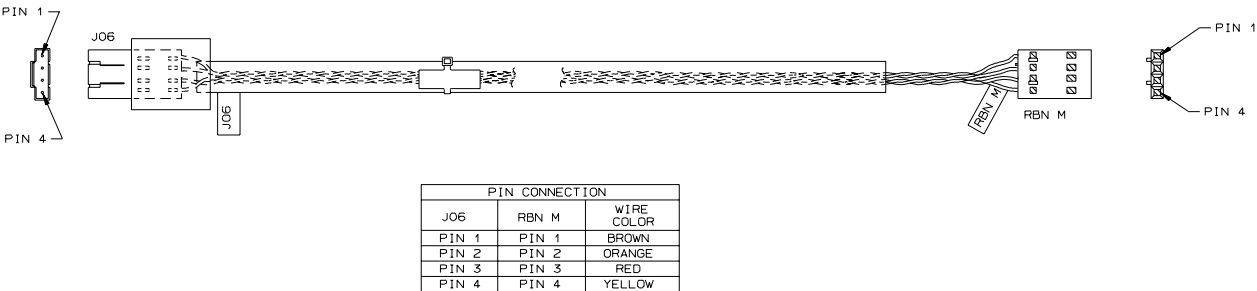 PIN 1
J06
PIN 4
J06
RBN M
RBN M
PIN 1
PIN 4
PIN CONNECTION
J06 RBN M WIRE COLOR
PIN 1 PIN 1 BROWN
PIN 2 PIN 2 ORANGE
PIN 3 PIN 3 RED
PIN 4 PIN 4 YELLOW